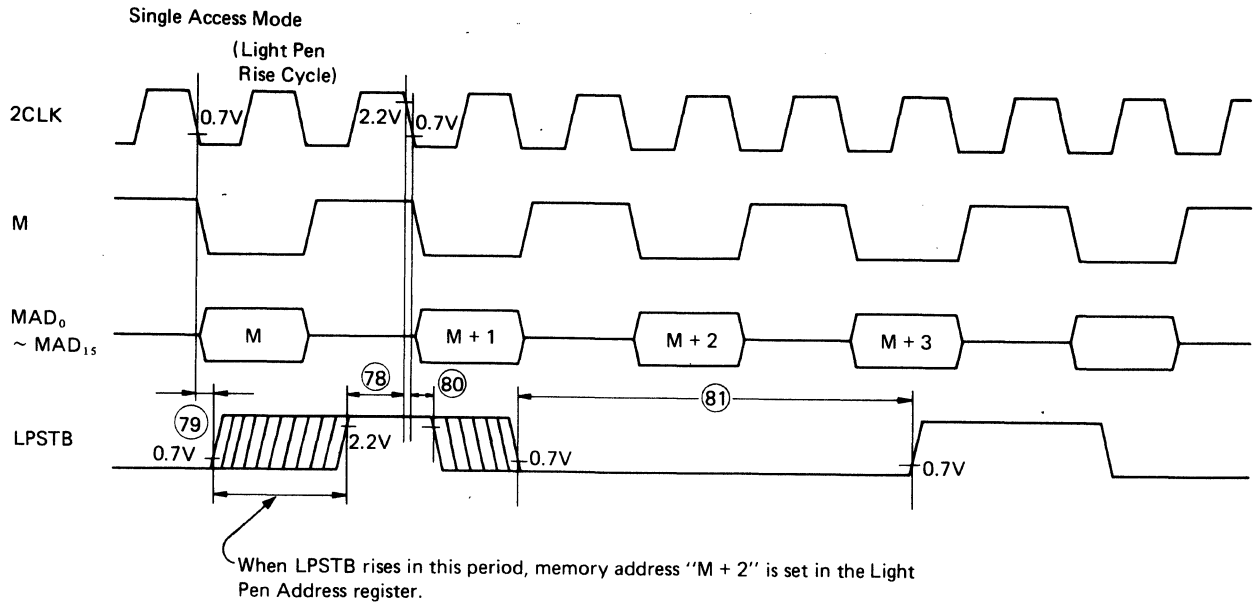 Single Access Mode
(Light Pen
Rise Cycle)
2CLK
0.7V
2.2V
0.7V
M
MAD₀
~ MAD₁₅
M
M + 1
M + 2
M + 3
79
78
80
81
LPSTB
0.7V
2.2V
0.7V
0.7V
When LPSTB rises in this period, memory address "M + 2" is set in the Light
Pen Address register.